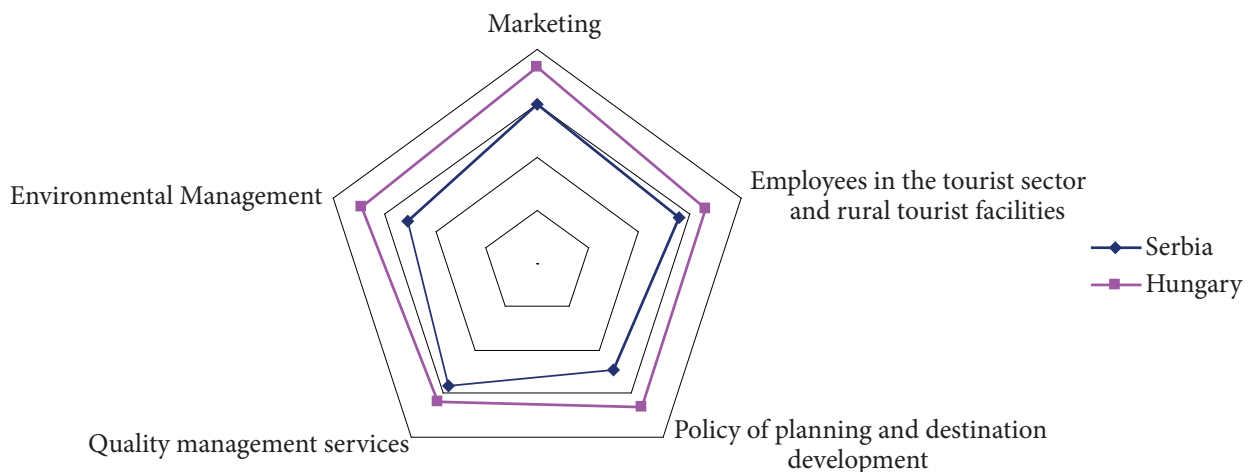 Marketing
Employees in the tourist sector
and rural tourist facilities
Environmental Management
Serbia
Hungary
Policy of planning and destination
development
Quality management services